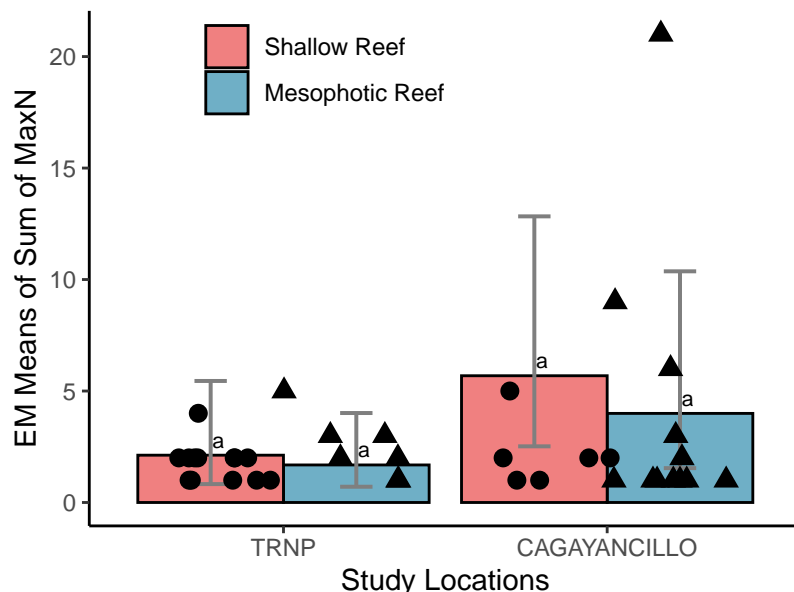 Shallow Reef
Mesophotic Reef
EM Means of Sum of MaxN
20
15
10
5
0
a
a
a
a
TRNP
CAGAYANCILLO
Study Locations